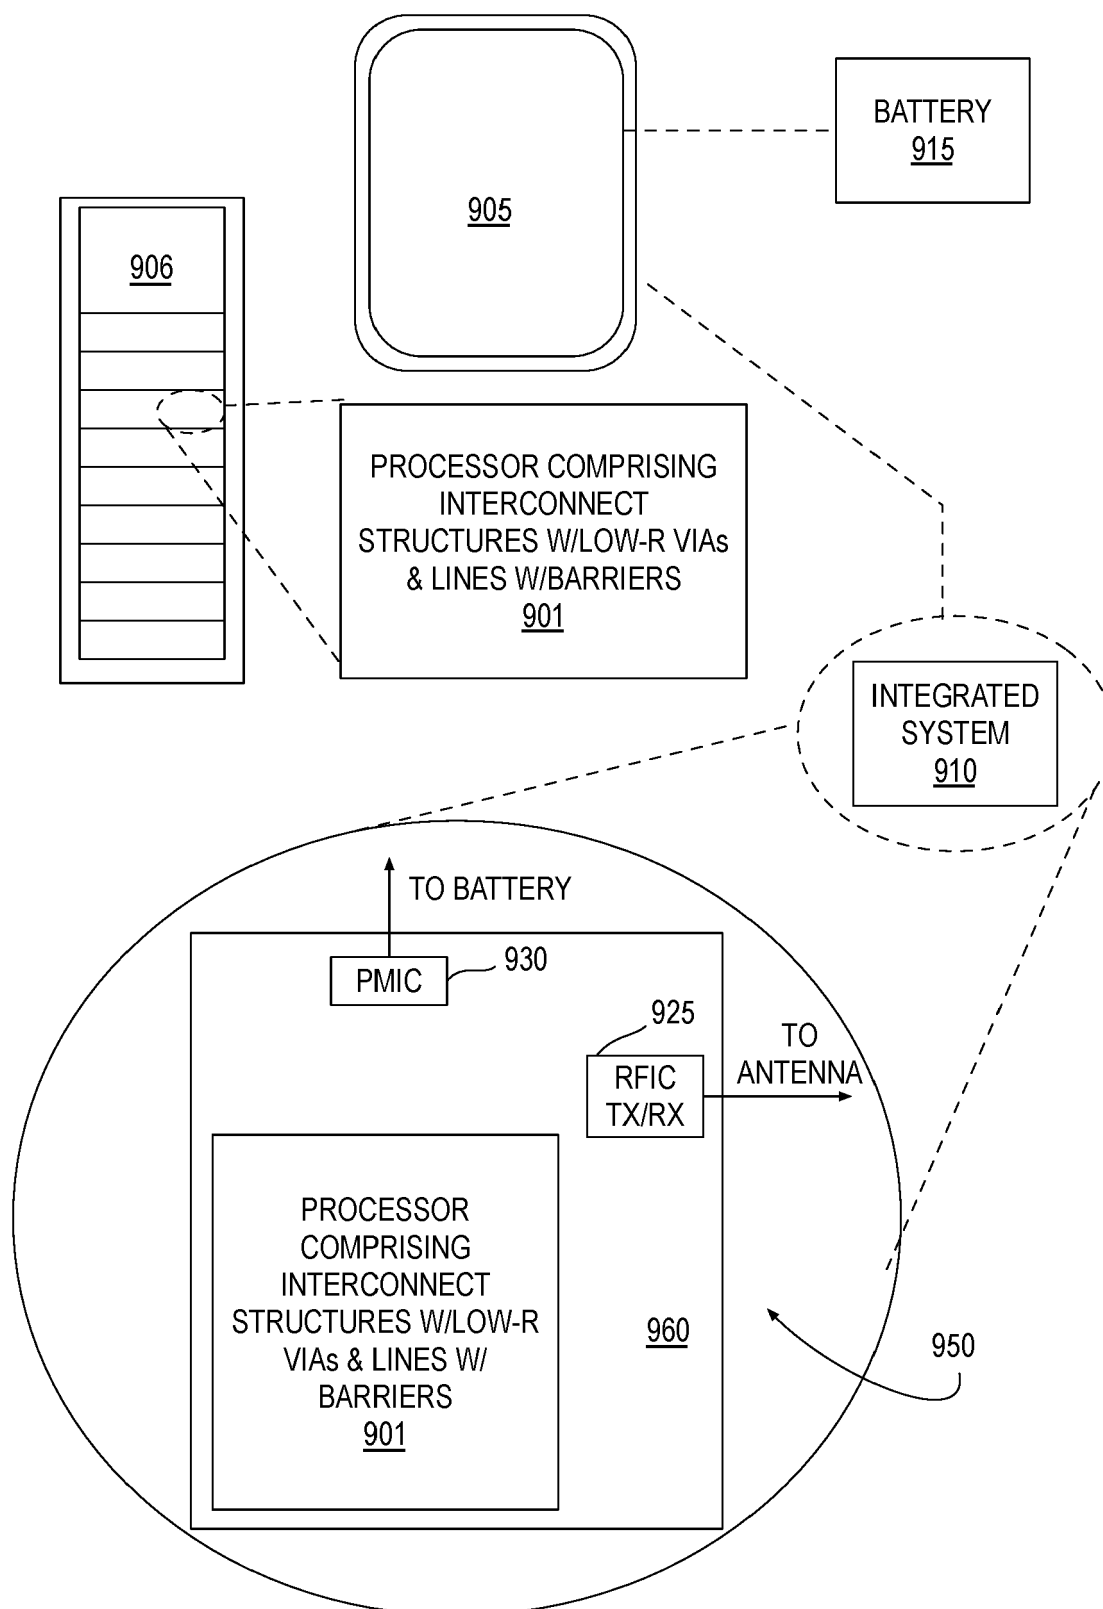 BATTERY
915
905
906
PROCESSOR COMPRISING
INTERCONNECT
STRUCTURES W/LOW-R VIAs
& LINES W/BARRIERS
901
INTEGRATED
SYSTEM
910
TO BATTERY
PMIC
930
925
RFIC
TX/RX
TO
ANTENNA
PROCESSOR
COMPRISING
INTERCONNECT
STRUCTURES W/LOW-R
VIAs & LINES W/
BARRIERS
901
960
950